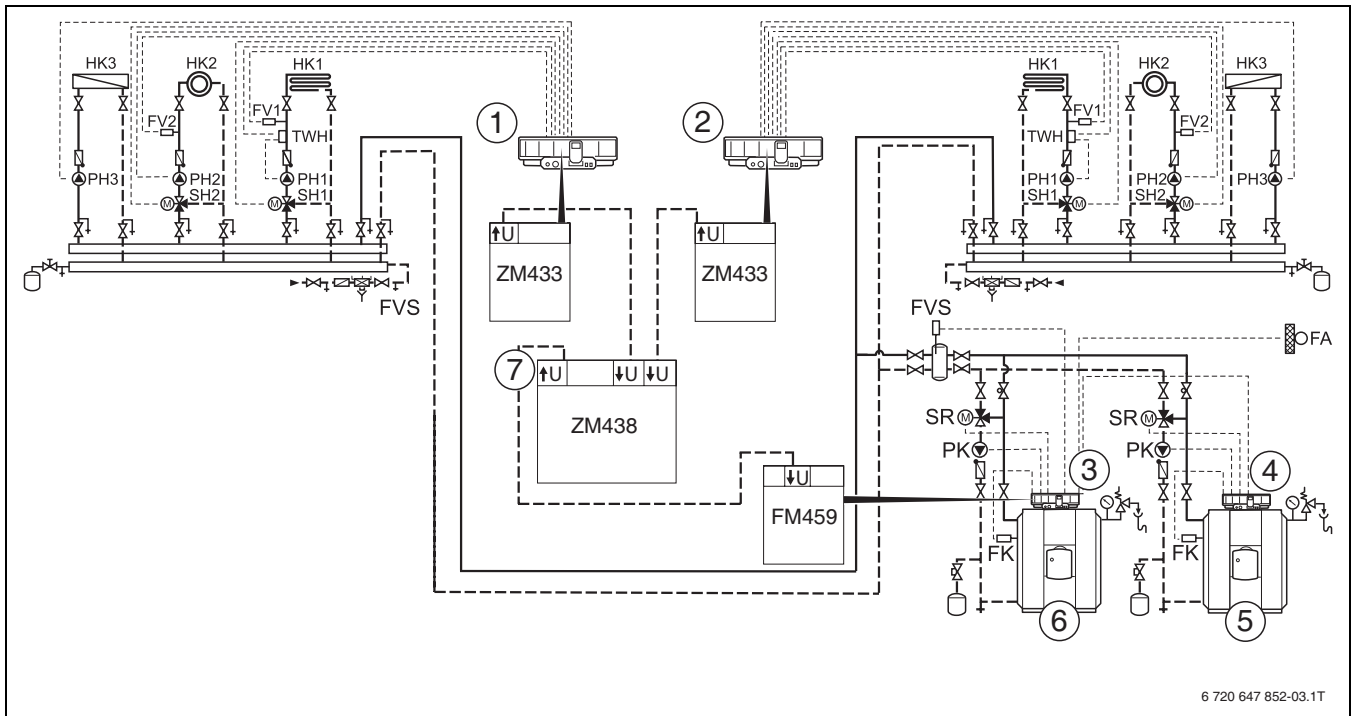 HK3
HK2
HK1
FV1
FV2
TWH
PH3
PH2
PH1
SH2
SH1
M
M
1
2
HK1
HK2
HK3
FV1
FV2
TWH
PH1
PH2
PH3
SH1
SH2
M
M
↑U
ZM433
↑U
ZM433
FVS
FVS
FA
7
↑U
↓U
↓U
ZM438
SR
M
SR
M
PK
PK
3
4
↓U
FM459
FK
FK
6
5
6 720 647 852-03.1T